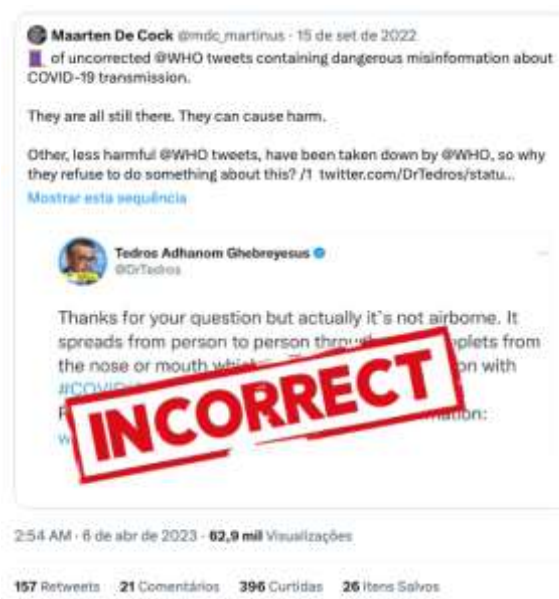 Maarten De Cock @mdc_martinus · 15 de set de 2022
of uncorrected @WHO tweets containing dangerous misinformation about
COVID-19 transmission.
They are all still there. They can cause harm.
Other, less harmful @WHO tweets, have been taken down by @WHO, so why
they refuse to do something about this? /1 twitter.com/DrTedros/statu...
Mostrar esta sequência
Tedros Adhanom Ghebreyesus
@DrTedros
Thanks for your question but actually it's not airborne. It
spreads from person to person from
the nose or mouth with
INCORRECT
2:54 AM · 6 de abr de 2023 · 62,9 mil Visualizações
157 Retweets 21 Comentários 396 Curtidas 26 Itens Salvos